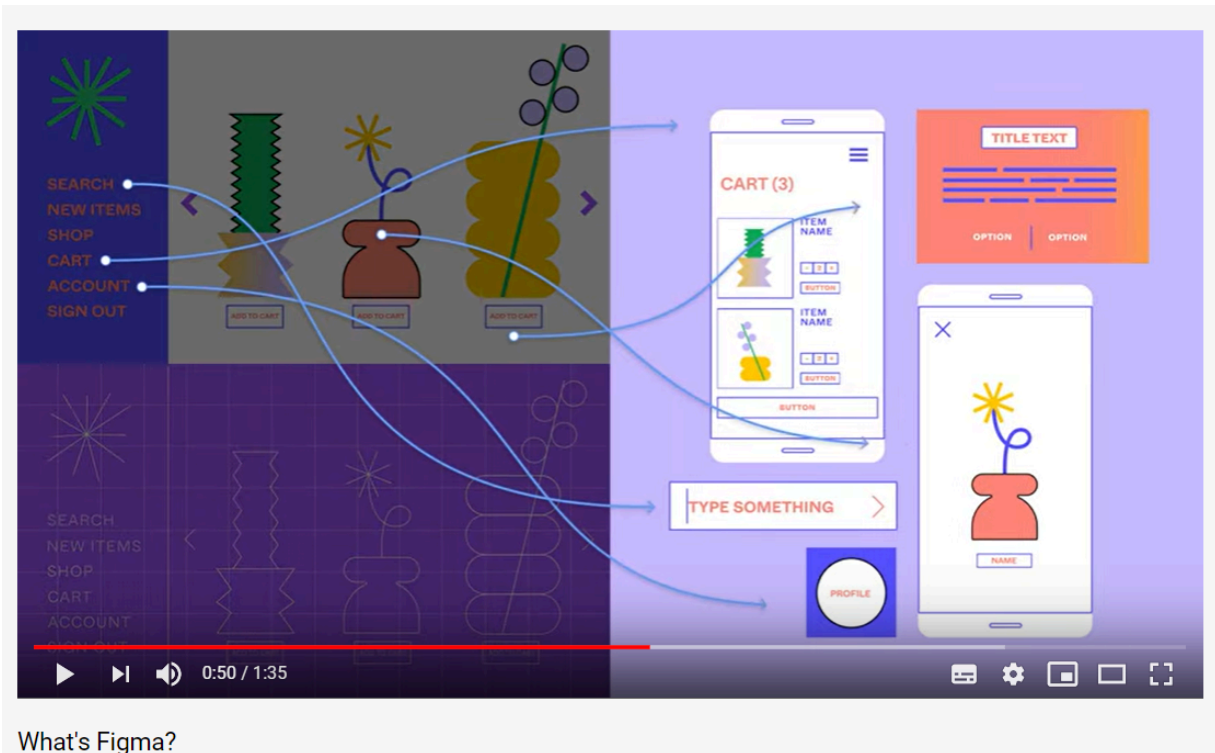 SEARCH
NEW ITEMS
SHOP
CART
ACCOUNT
SIGN OUT
ADD TO CART
ADD TO CART
ADD TO CART
SEARCH
NEW ITEMS
SHOP
CART
ACCOUNT
SIGN OUT
CART (3)
ITEM
NAME
BUTTON
ITEM
NAME
BUTTON
BUTTON
TITLE TEXT
OPTION
OPTION
TYPE SOMETHING
PROFILE
NAME
0:50 / 1:35
What's Figma?